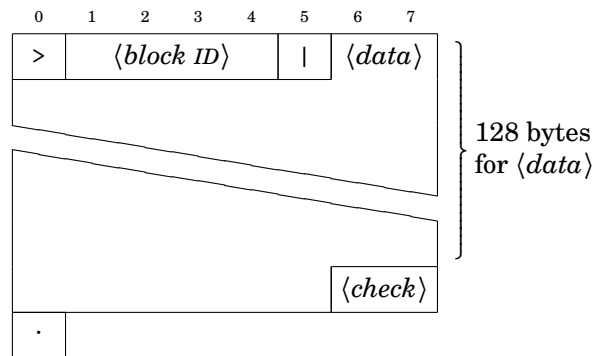 0 1 2 3 4 5 6 7
> ⟨block ID⟩ | ⟨data⟩
128 bytes
for ⟨data⟩
⟨check⟩
.